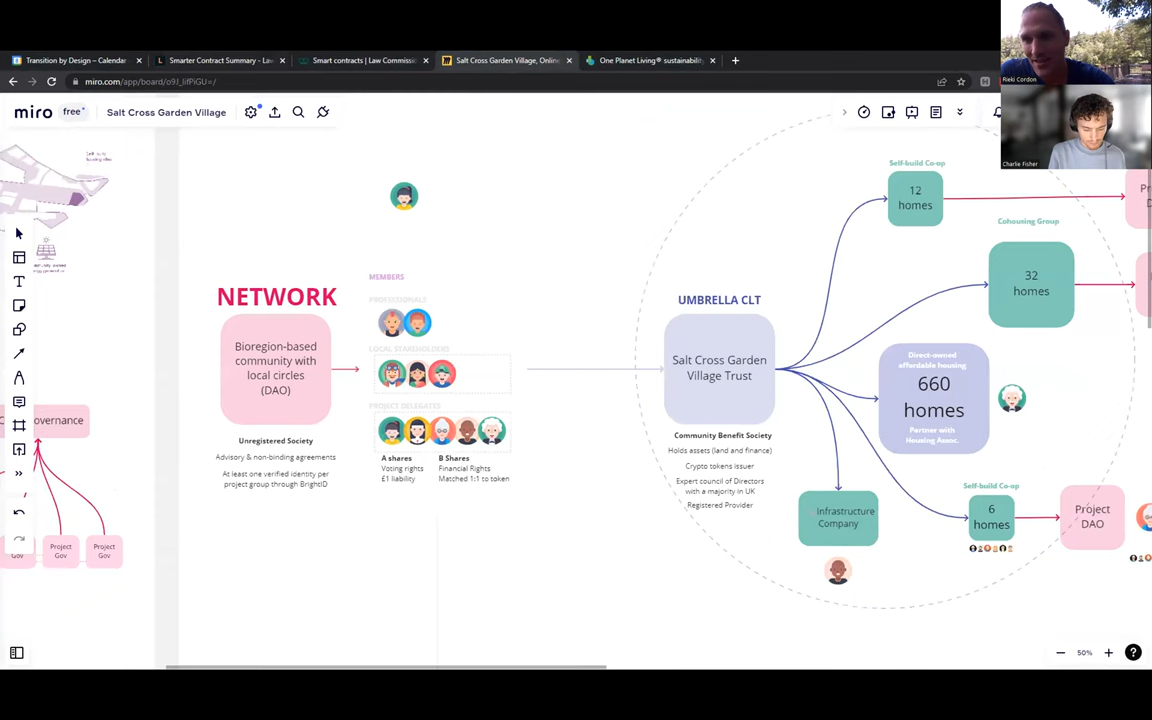 Transition by Design – Calendar
Smarter Contract Summary - Law
Smart contracts | Law Commissio
Salt Cross Garden Village, Online
One Planet Living® sustainability
miro.com/app/board/o9J_lifPiGU=/
miro
free
Salt Cross Garden Village
Rieki Cordon
Charlie Fisher
Self-build Co-op
12
homes
Cohousing Group
32
homes
NETWORK
Bioregion-based
community with
local circles
(DAO)
Unregistered Society
Advisory & non-binding agreements
At least one verified identity per
project group through BrightID
MEMBERS
PROFESSIONALS
LOCAL STAKEHOLDERS
PROJECT DELEGATES
A shares
Voting rights
£1 liability
B Shares
Financial Rights
Matched 1:1 to token
UMBRELLA CLT
Salt Cross Garden
Village Trust
Community Benefit Society
Holds assets (land and finance)
Crypto tokens issuer
Expert council of Directors
with a majority in UK
Registered Provider
Direct-owned
affordable housing
660
homes
Partner with
Housing Assoc.
Infrastructure
Company
Self-build Co-op
6
homes
Project
DAO
overnance
Gov
Project
Gov
Project
Gov
50%